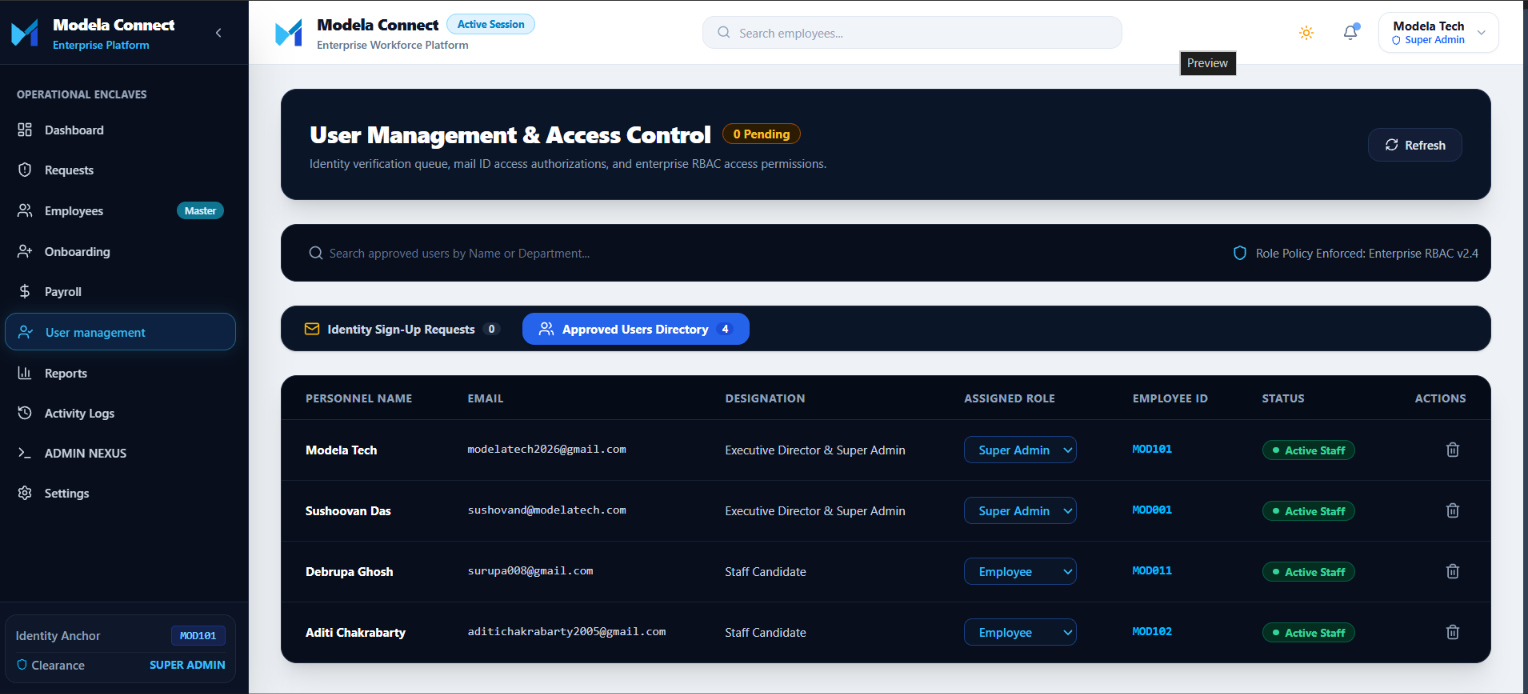 Modela Connect
Enterprise Platform
OPERATIONAL ENCLAVES
Dashboard
Requests
Employees Master
Onboarding
Payroll
User management
Reports
Activity Logs
ADMIN NEXUS
Settings
Identity Anchor MOD101
Clearance SUPER ADMIN
Modela Connect Active Session
Enterprise Workforce Platform
Search employees...
Modela Tech
Super Admin
Preview
User Management & Access Control 0 Pending
Identity verification queue, mail ID access authorizations, and enterprise RBAC access permissions.
Refresh
Search approved users by Name or Department...
Role Policy Enforced: Enterprise RBAC v2.4
Identity Sign-Up Requests 0 Approved Users Directory 4
PERSONNEL NAME EMAIL DESIGNATION ASSIGNED ROLE EMPLOYEE ID STATUS ACTIONS
Modela Tech modelatech2026@gmail.com Executive Director & Super Admin Super Admin MOD101 Active Staff
Sushoovan Das sushovand@modelatech.com Executive Director & Super Admin Super Admin MOD001 Active Staff
Debrupa Ghosh surupa008@gmail.com Staff Candidate Employee MOD011 Active Staff
Aditi Chakrabarty aditichakrabarty2005@gmail.com Staff Candidate Employee MOD102 Active Staff